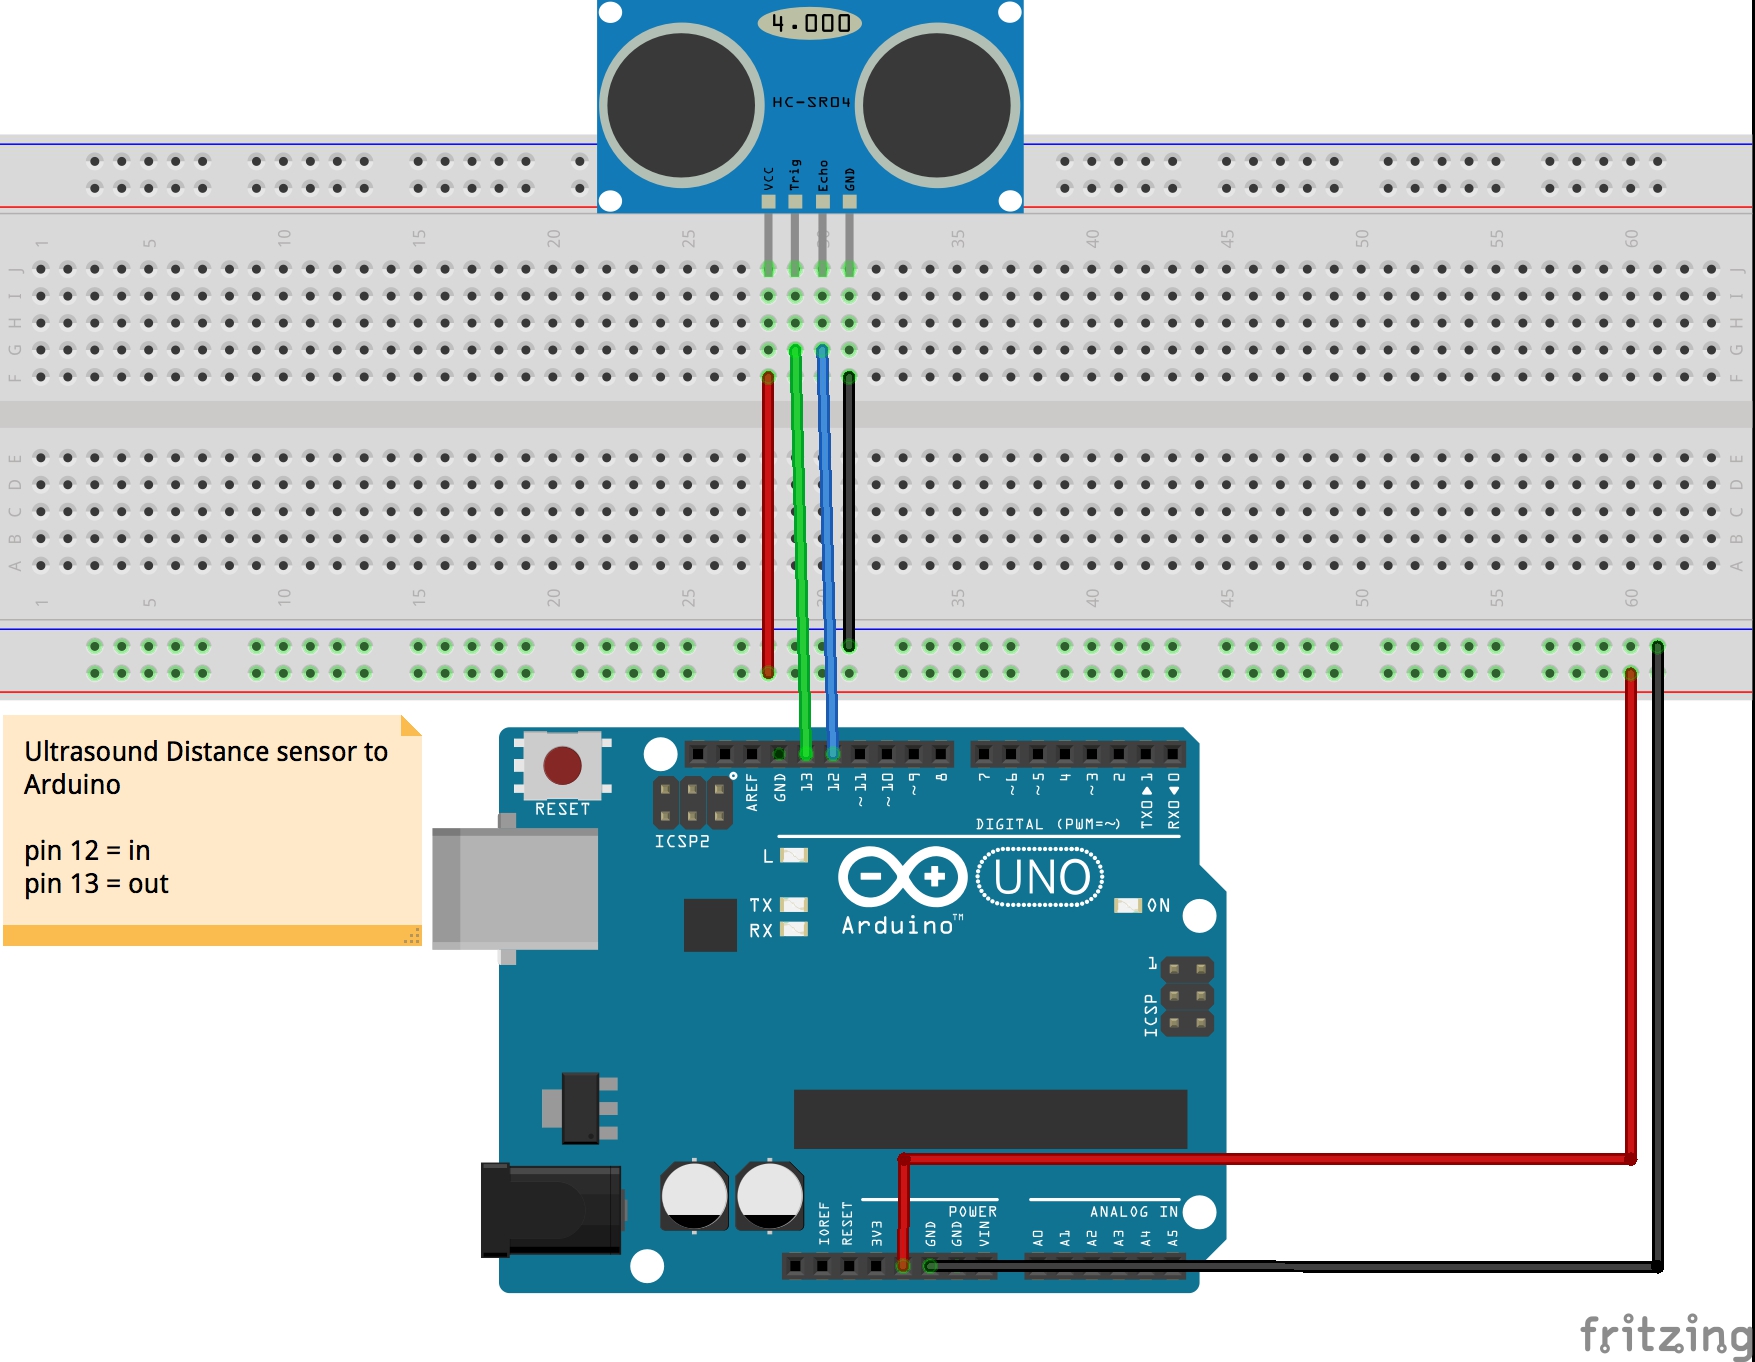 4.000
HC-SR04
VCC Trig Echo GND
1 5 10 15 20 25 30 35 40 45 50 55 60
J J
I I
H H
G G
F F
E E
D D
C C
B B
A A
1 5 10 15 20 25 30 35 40 45 50 55 60
Ultrasound Distance sensor to
Arduino
pin 12 = in
pin 13 = out
RESET
ICSP2
AREF GND 13 12 ~11 ~10 ~9 8 7 ~6 ~5 4 ~3 2 TX0▶1 RX0◀0
DIGITAL (PWM=~)
L
TX
RX
UNO
Arduino™
ON
1
ICSP
POWER
ANALOG IN
IOREF RESET 3V3 GND GND VIN A0 A1 A2 A3 A4 A5
fritzing